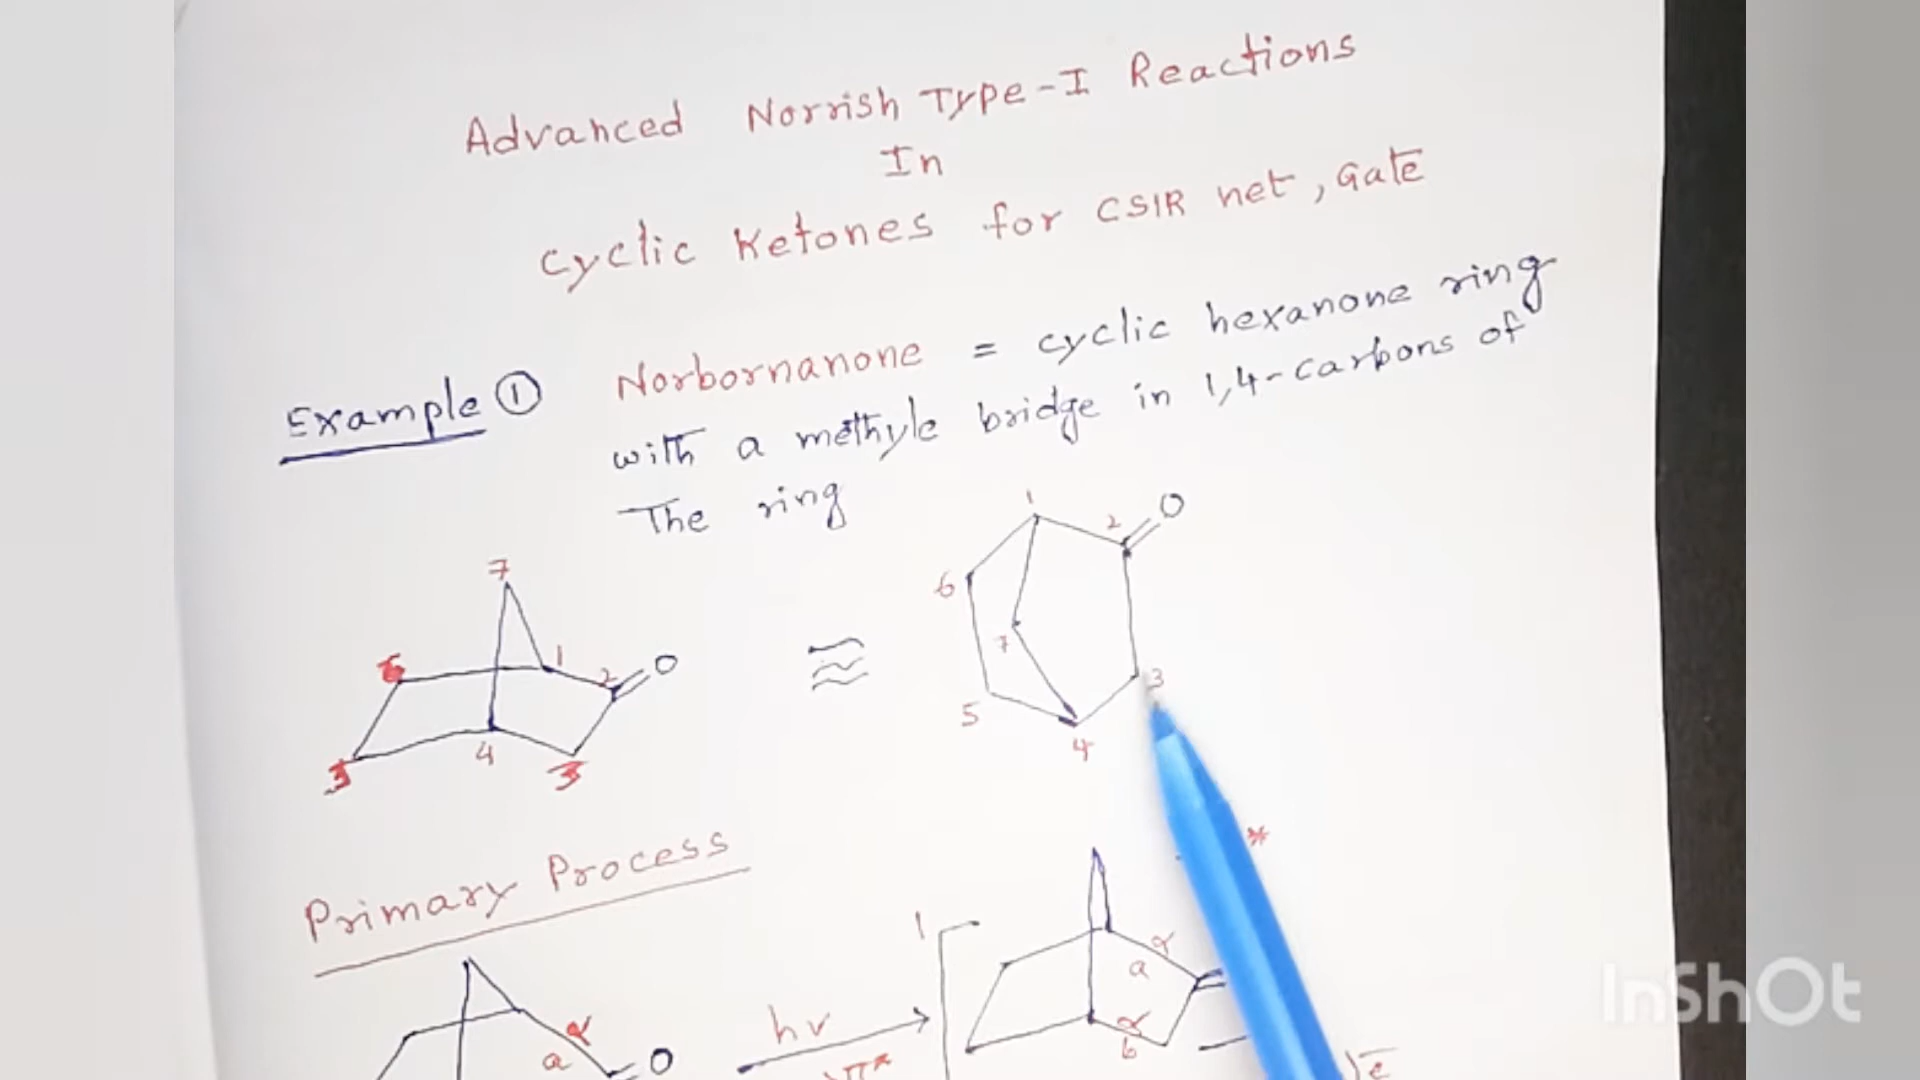 Advanced Norrish Type-I Reactions
In
Cyclic Ketones for CSIR net, Gate
Example ① Norbornanone = cyclic hexanone ring
with a methyle bridge in 1,4-carbons of
The ring
1
2 O
6
7
5
3
4
7
6 1
2 O
3 4 3
Primary Process
*
α
a
α
b
hν
α
a O
InShOt